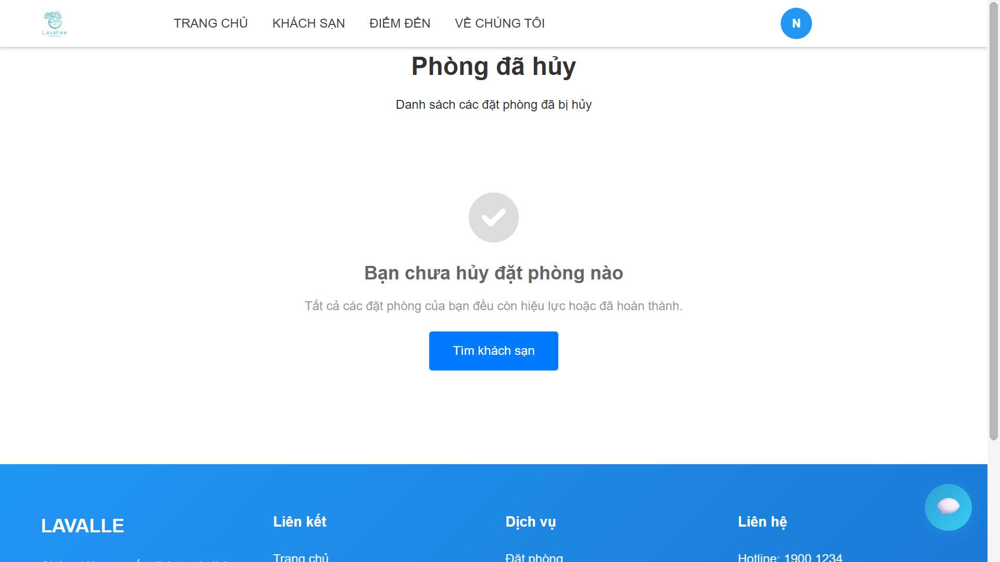 Lavallee
TRANG CHỦ
KHÁCH SẠN
ĐIỂM ĐẾN
VỀ CHÚNG TÔI
N
Phòng đã hủy
Danh sách các đặt phòng đã bị hủy
Bạn chưa hủy đặt phòng nào
Tất cả các đặt phòng của bạn đều còn hiệu lực hoặc đã hoàn thành.
Tìm khách sạn
LAVALLE
Liên kết
Trang chủ
Dịch vụ
Đặt phòng
Liên hệ
Hotline: 1900 1234